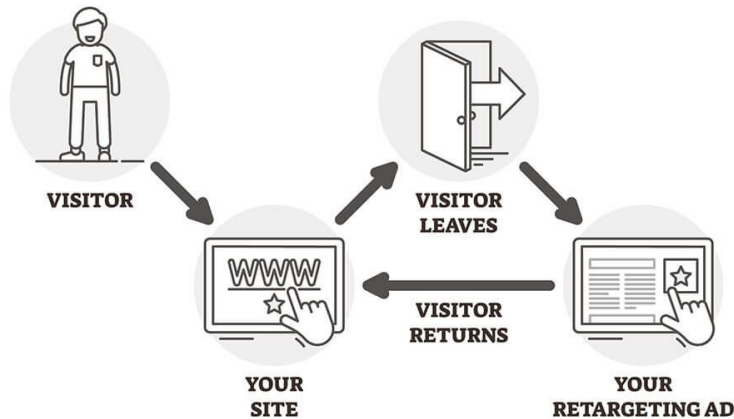 VISITOR
VISITOR
LEAVES
WWW
VISITOR
RETURNS
YOUR
SITE
YOUR
RETARGETING AD